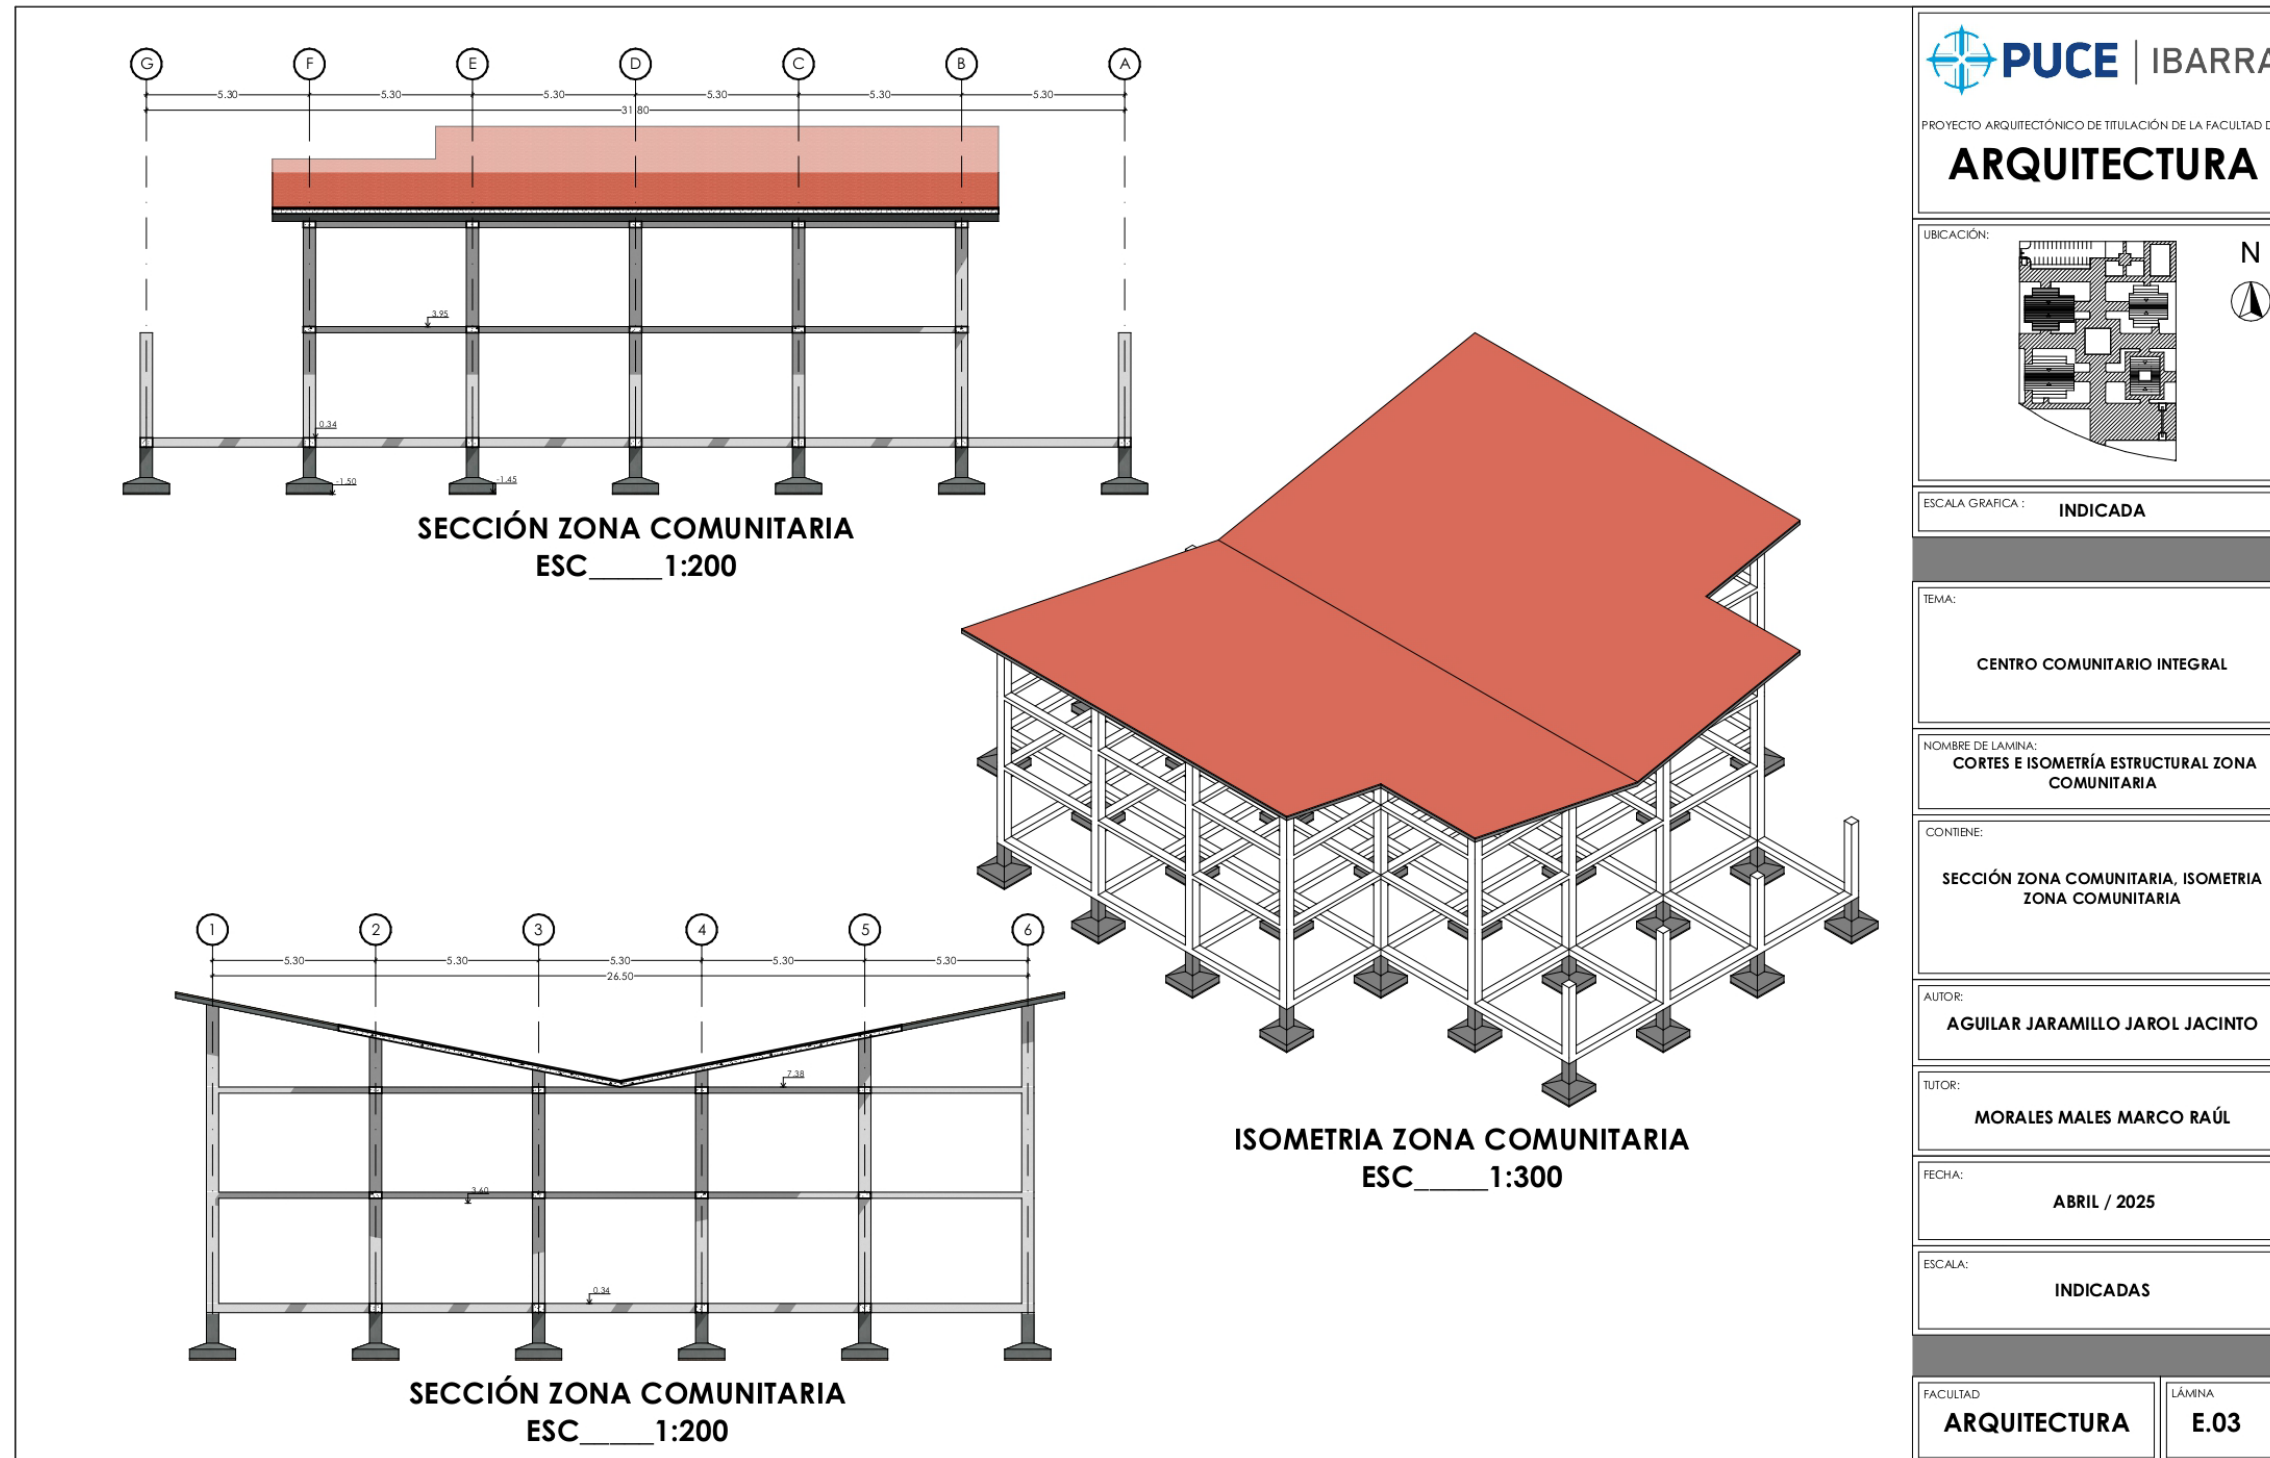 G F E D C B A
5.30 5.30 5.30 5.30 5.30 5.30
31.80
3.95
0.34
-1.50 -1.45
SECCIÓN ZONA COMUNITARIA
ESC_____1:200
1 2 3 4 5 6
5.30 5.30 5.30 5.30 5.30
26.50
7.38
3.60
0.34
SECCIÓN ZONA COMUNITARIA
ESC_____1:200
ISOMETRIA ZONA COMUNITARIA
ESC_____1:300
PUCE | IBARRA
PROYECTO ARQUITECTÓNICO DE TITULACIÓN DE LA FACULTAD D
ARQUITECTURA
UBICACIÓN:
N
ESCALA GRAFICA : INDICADA
TEMA:
CENTRO COMUNITARIO INTEGRAL
NOMBRE DE LAMINA:
CORTES E ISOMETRÍA ESTRUCTURAL ZONA
COMUNITARIA
CONTIENE:
SECCIÓN ZONA COMUNITARIA, ISOMETRIA
ZONA COMUNITARIA
AUTOR:
AGUILAR JARAMILLO JAROL JACINTO
TUTOR:
MORALES MALES MARCO RAÚL
FECHA:
ABRIL / 2025
ESCALA:
INDICADAS
FACULTAD
ARQUITECTURA
LÁMINA
E.03